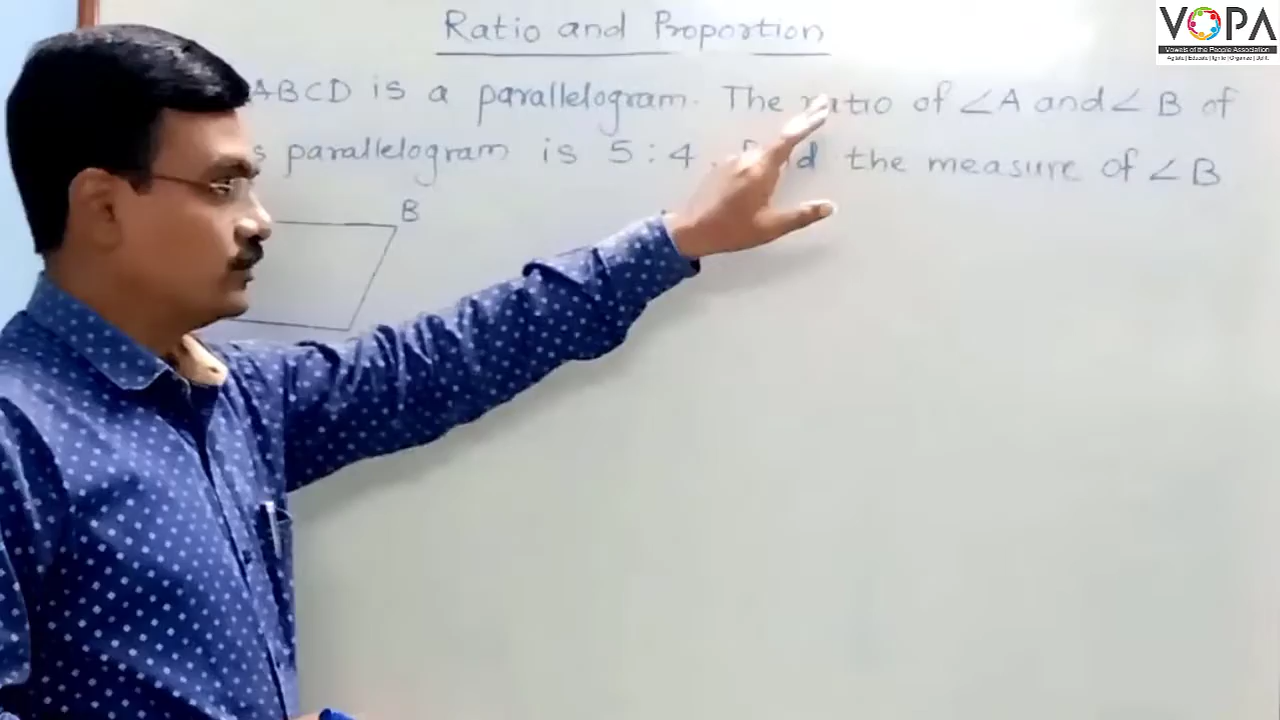 VOPA
Vowels of the People Association
Ratio and Proportion
ABCD is a parallelogram. The ratio of ∠A and ∠B of
parallelogram is 5:4. the measure of ∠B
B